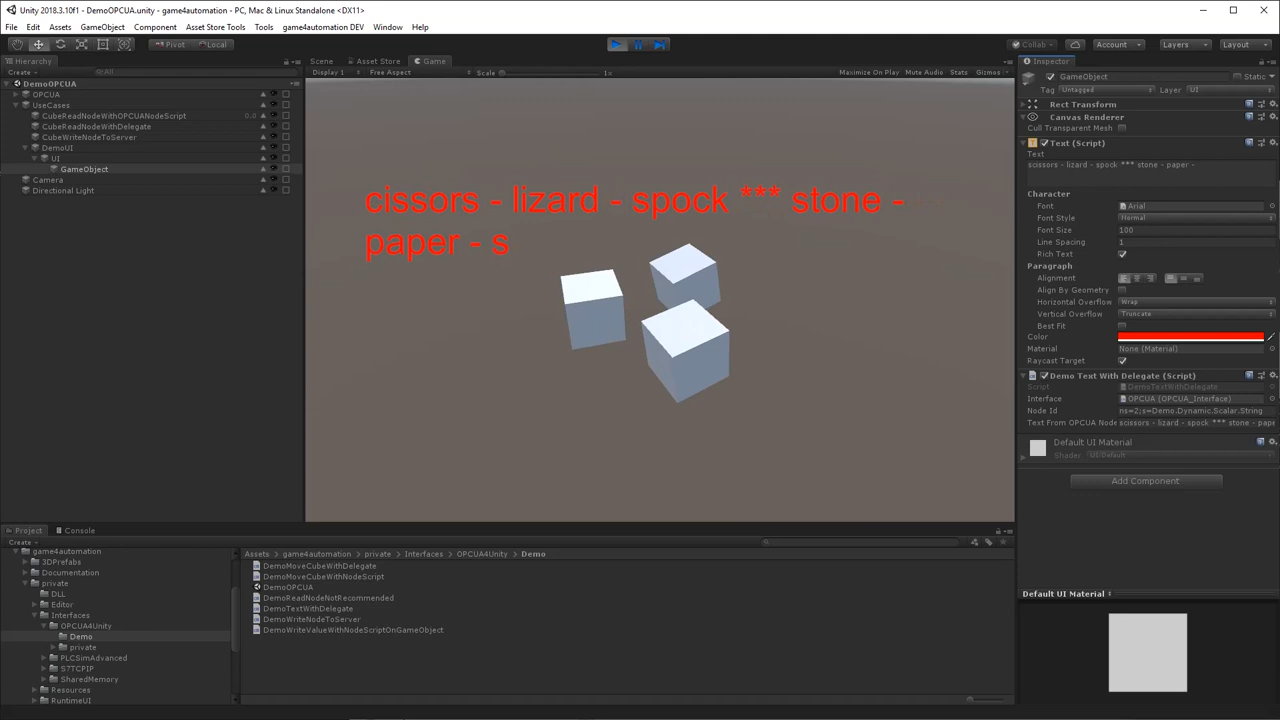 Unity 2018.3.10f1 - DemoOPCUA.unity - game4automation - PC, Mac & Linux Standalone <DX11>
File Edit Assets GameObject Component Asset Store Tools Tools game4automation DEV Window Help
Pivot Local Collab Account Layers Layout
Hierarchy Scene Asset Store Game Inspector
Create All Display 1 Free Aspect Scale 1x Maximize On Play Mute Audio Stats Gizmos
GameObject Static
Tag Untagged Layer UI
DemoOPCUA
OPCUA
UseCases
CubeReadNodeWithOPCUANodeScript 0.0
CubeReadNodeWithDelegate
CubeWriteNodeToServer
DemoUI
UI
GameObject
Camera
Directional Light
cissors - lizard - spock *** stone -
paper - s
Rect Transform
Canvas Renderer
Cull Transparent Mesh
Text (Script)
Text
scissors - lizard - spock *** stone - paper -
Character
Font Arial
Font Style Normal
Font Size 100
Line Spacing 1
Rich Text
Paragraph
Alignment
Align By Geometry
Horizontal Overflow Wrap
Vertical Overflow Truncate
Best Fit
Color
Material None (Material)
Raycast Target
Demo Text With Delegate (Script)
Script DemoTextWithDelegate
Interface OPCUA (OPCUA_Interface)
Node Id ns=2;s=Demo.Dynamic.Scalar.String
Text From OPCUA Node scissors - lizard - spock *** stone - pape
Default UI Material
Shader UI/Default
Add Component
Project Console
Create
game4automation
3DPrefabs
Documentation
private
DLL
Editor
Interfaces
OPCUA4Unity
Demo
private
PLCSimAdvanced
S7TCPIP
SharedMemory
Resources
RuntimeUI
Assets game4automation private Interfaces OPCUA4Unity Demo
DemoMoveCubeWithDelegate
DemoMoveCubeWithNodeScript
DemoOPCUA
DemoReadNodeNotRecommended
DemoTextWithDelegate
DemoWriteNodeToServer
DemoWriteValueWithNodeScriptOnGameObject
Default UI Material